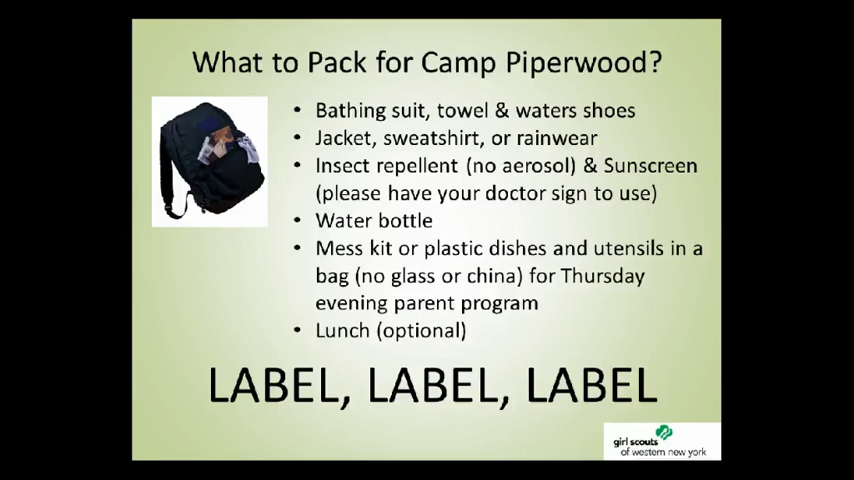 What to Pack for Camp Piperwood?
• Bathing suit, towel & waters shoes
• Jacket, sweatshirt, or rainwear
• Insect repellent (no aerosol) & Sunscreen
(please have your doctor sign to use)
• Water bottle
• Mess kit or plastic dishes and utensils in a
bag (no glass or china) for Thursday
evening parent program
• Lunch (optional)
LABEL, LABEL, LABEL
girl scouts
of western new york